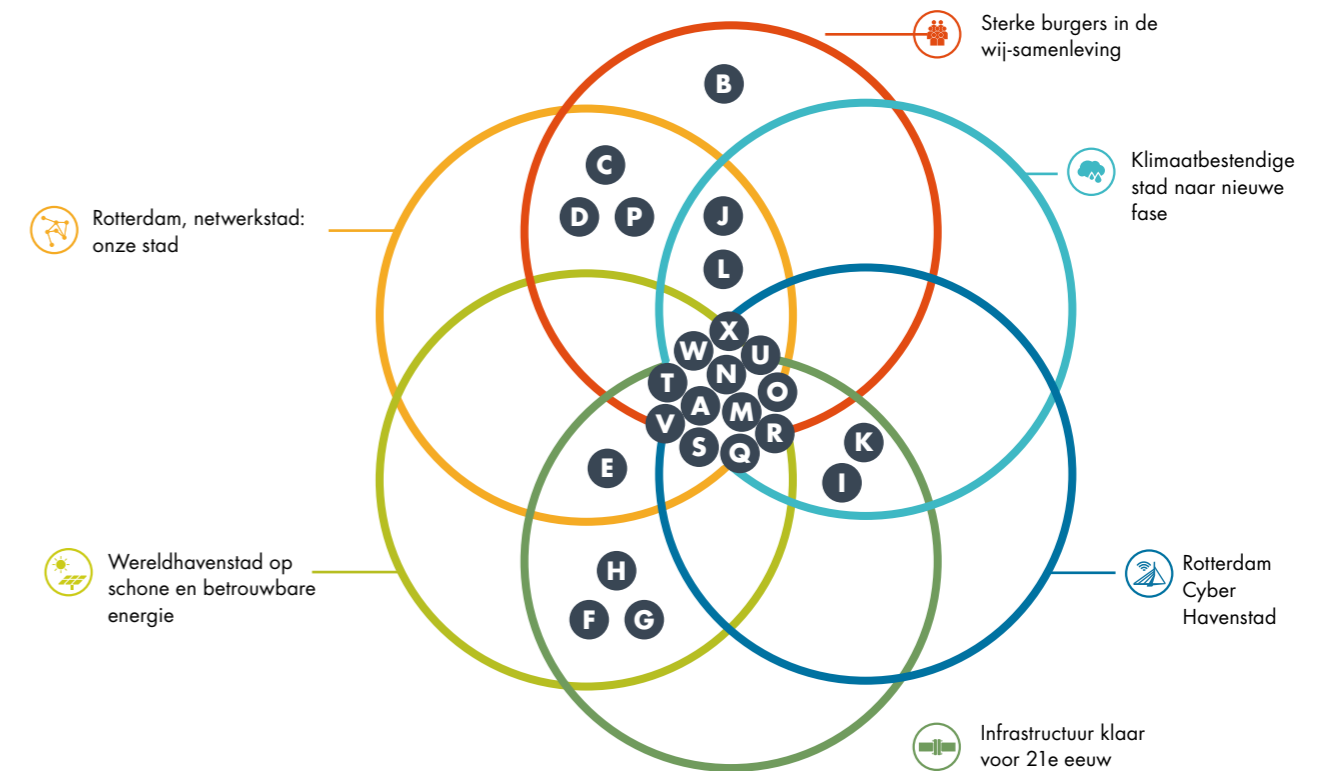 Sterke burgers in de
wij-samenleving
B
Klimaatbestendige
stad naar nieuwe
fase
C
D P
J
Rotterdam, netwerkstad:
onze stad
L
X
W U
N
T
O
A M
V R
S Q
K
I
E
Wereldhavenstad op
schone en betrouwbare
energie
H
F G
Rotterdam
Cyber
Havenstad
Infrastructuur klaar
voor 21e eeuw